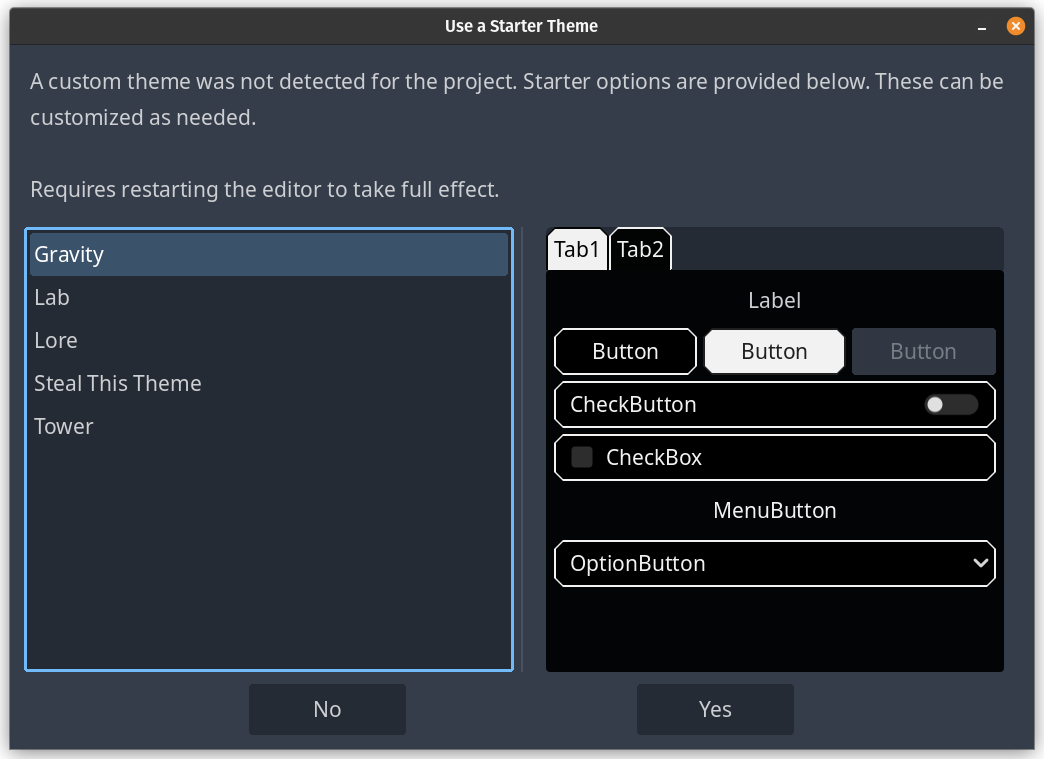 Use a Starter Theme
A custom theme was not detected for the project. Starter options are provided below. These can be
customized as needed.
Requires restarting the editor to take full effect.
Gravity
Lab
Lore
Steal This Theme
Tower
Tab1 Tab2
Label
Button Button Button
CheckButton
CheckBox
MenuButton
OptionButton
No Yes